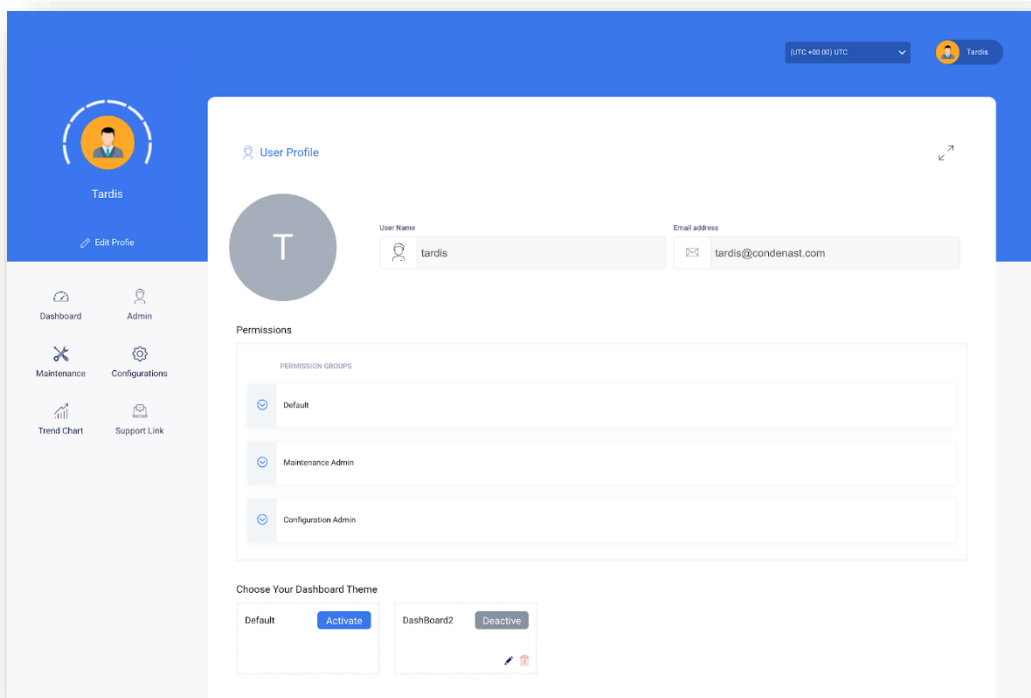 (UTC +00:00) UTC
Tardis
Tardis
Edit Profie
Dashboard
Admin
Maintenance
Configurations
Trend Chart
Support Link
User Profile
T
User Name
Email address
tardis
tardis@condenast.com
Permissions
PERMISSION GROUPS
Default
Maintenance Admin
Configuration Admin
Choose Your Dashboard Theme
Default
Activate
DashBoard2
Deactive